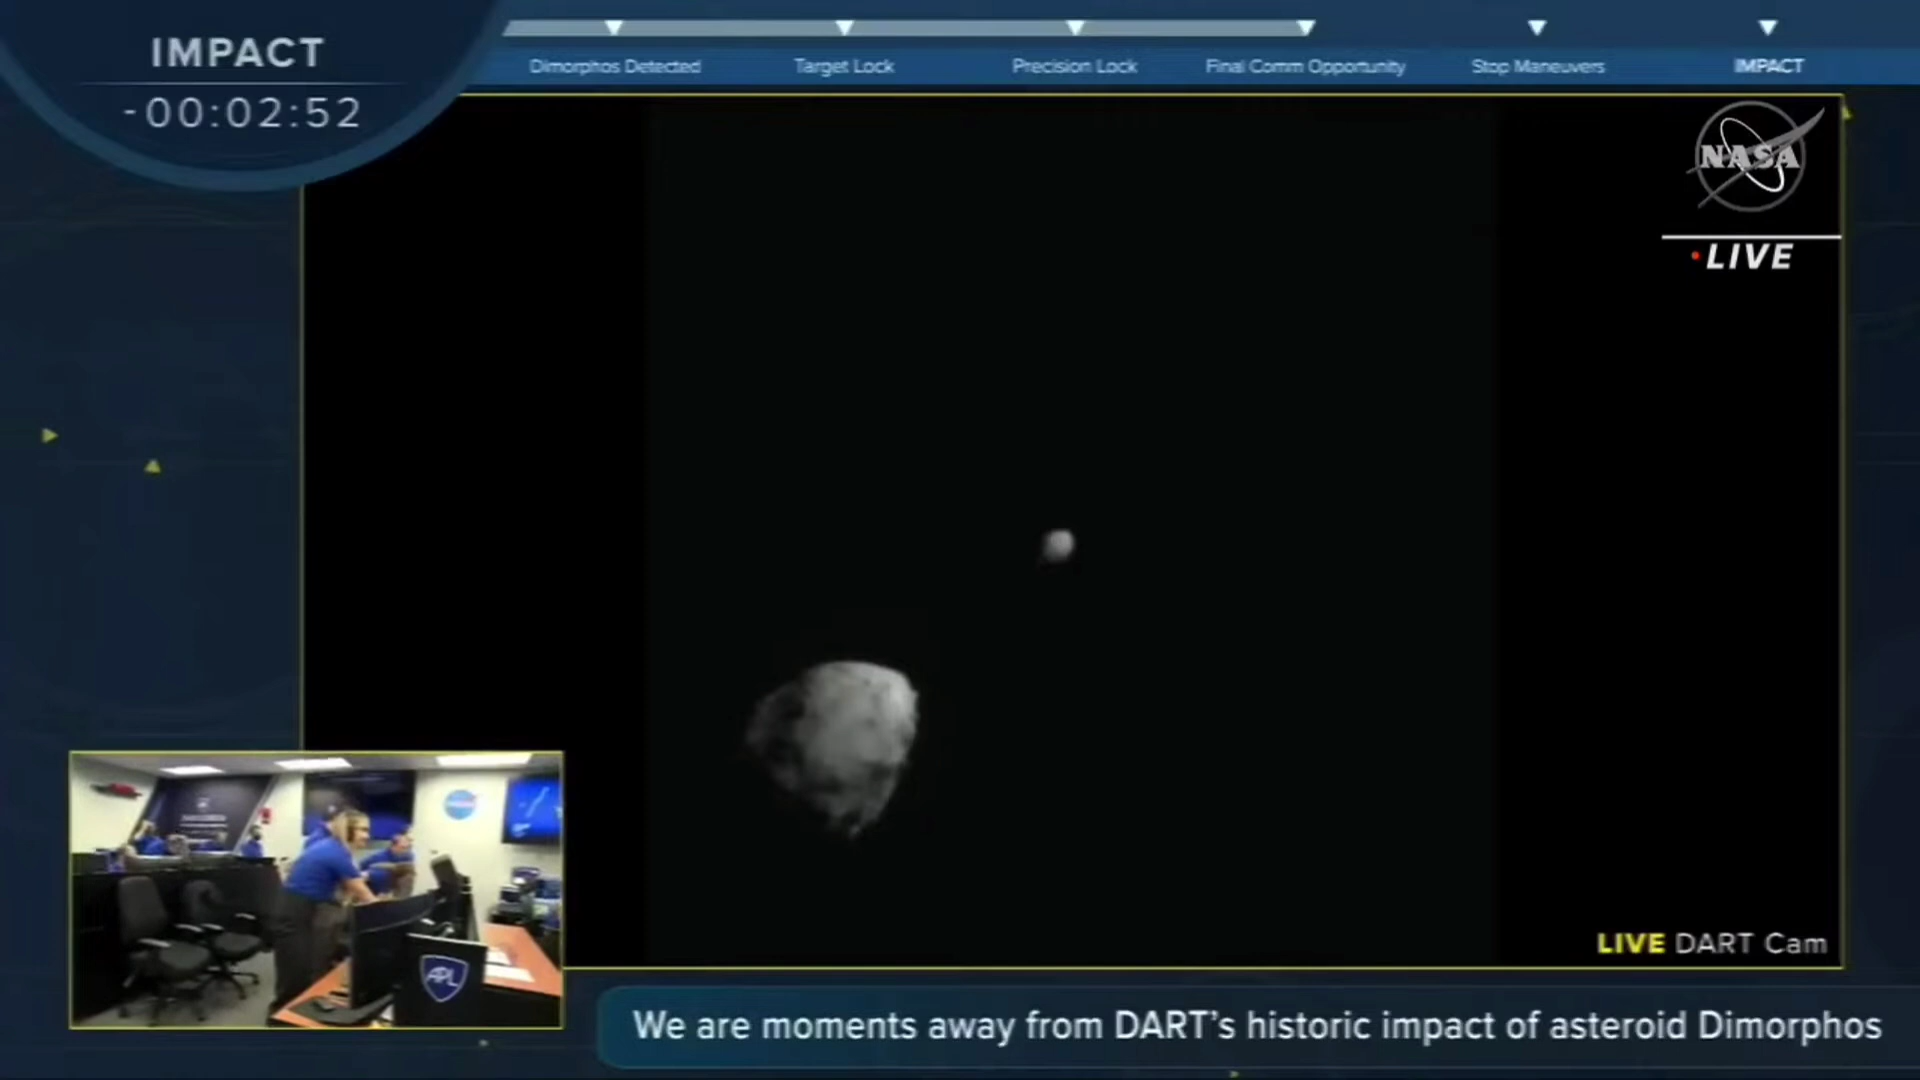 IMPACT
-00:02:52
Dimorphos Detected
Target Lock
Precision Lock
Final Comm Opportunity
Stop Maneuvers
IMPACT
NASA
LIVE
APL
LIVE DART Cam
We are moments away from DART's historic impact of asteroid Dimorphos